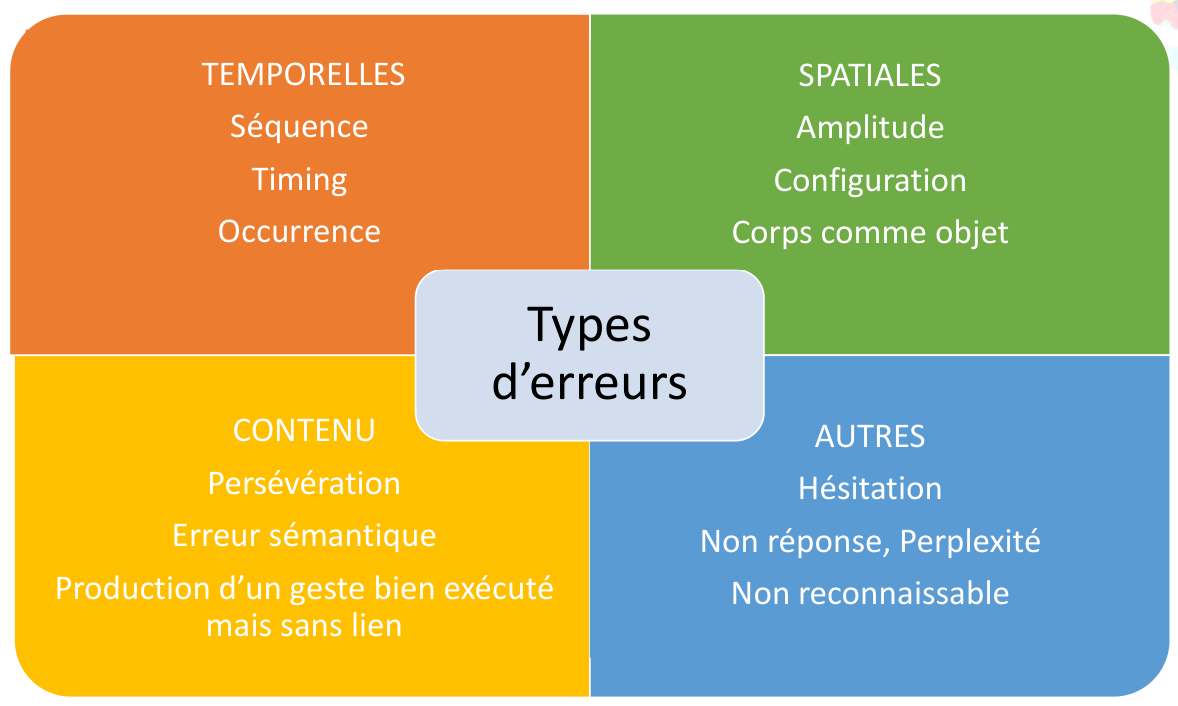 TEMPORELLES
Séquence
Timing
Occurrence
SPATIALES
Amplitude
Configuration
Corps comme objet
Types
d’erreurs
CONTENU
Persévération
Erreur sémantique
Production d’un geste bien exécuté
mais sans lien
AUTRES
Hésitation
Non réponse, Perplexité
Non reconnaissable